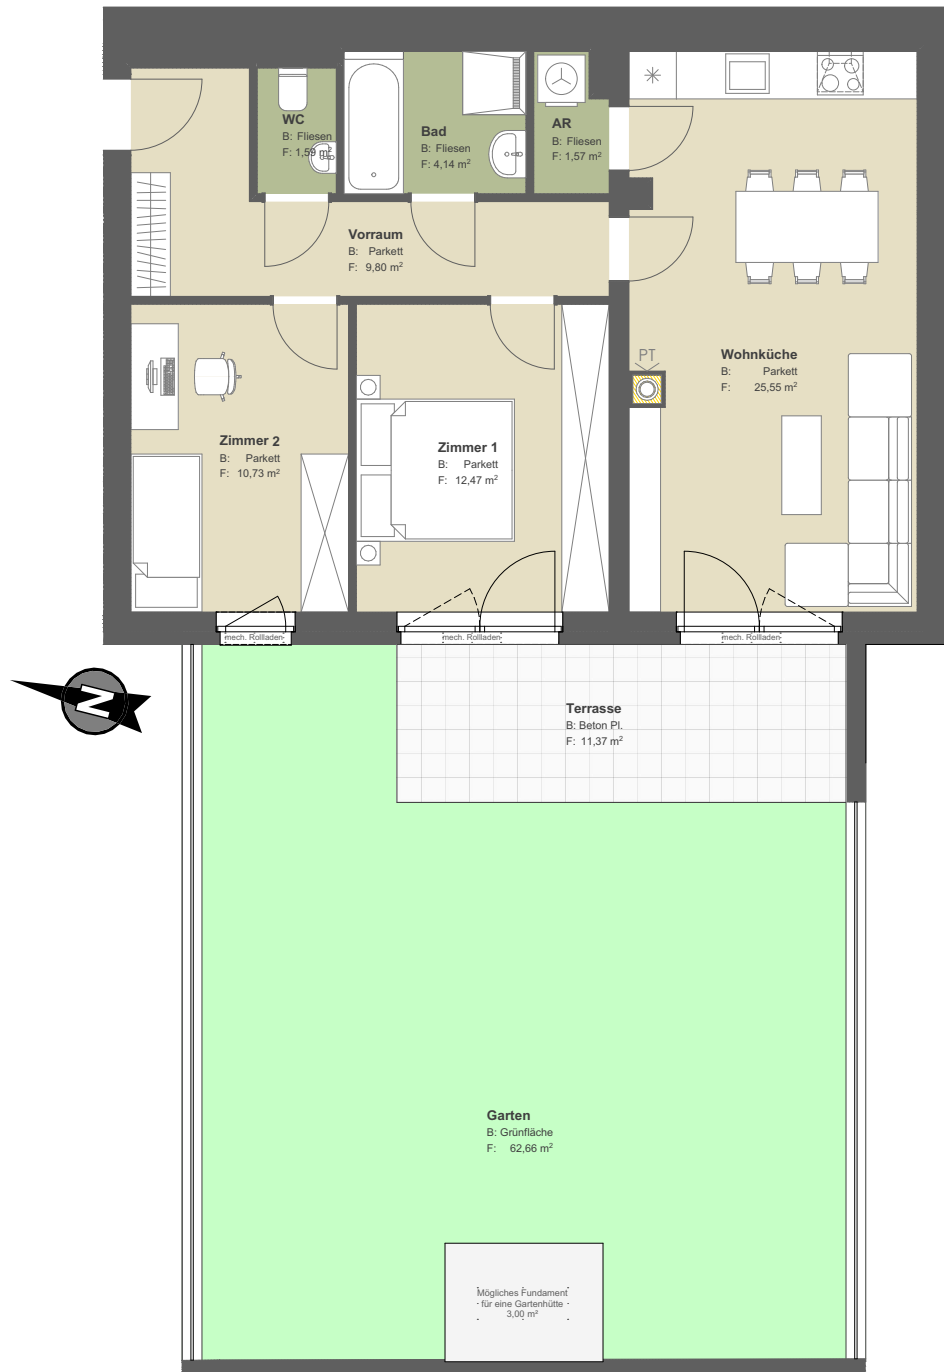 WC
B: Fliesen
F: 1,59 m²
Bad
B: Fliesen
F: 4,14 m²
AR
B: Fliesen
F: 1,57 m²
Vorraum
B: Parkett
F: 9,80 m²
PT
Wohnküche
B: Parkett
F: 25,55 m²
Zimmer 2
B: Parkett
F: 10,73 m²
Zimmer 1
B: Parkett
F: 12,47 m²
mech. Rollladen
mech. Rollladen
mech. Rollladen
N
Terrasse
B: Beton Pl.
F: 11,37 m²
Garten
B: Grünfläche
F: 62,66 m²
Mögliches Fundament
für eine Gartenhütte
3,00 m²